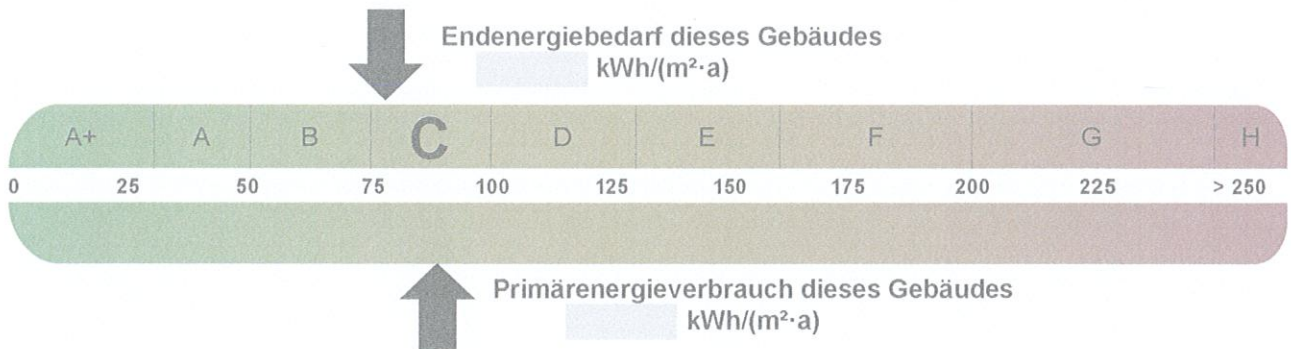 Endenergiebedarf dieses Gebäudes
kWh/(m²·a)
A+ A B C D E F G H
0 25 50 75 100 125 150 175 200 225 > 250
Primärenergieverbrauch dieses Gebäudes
kWh/(m²·a)